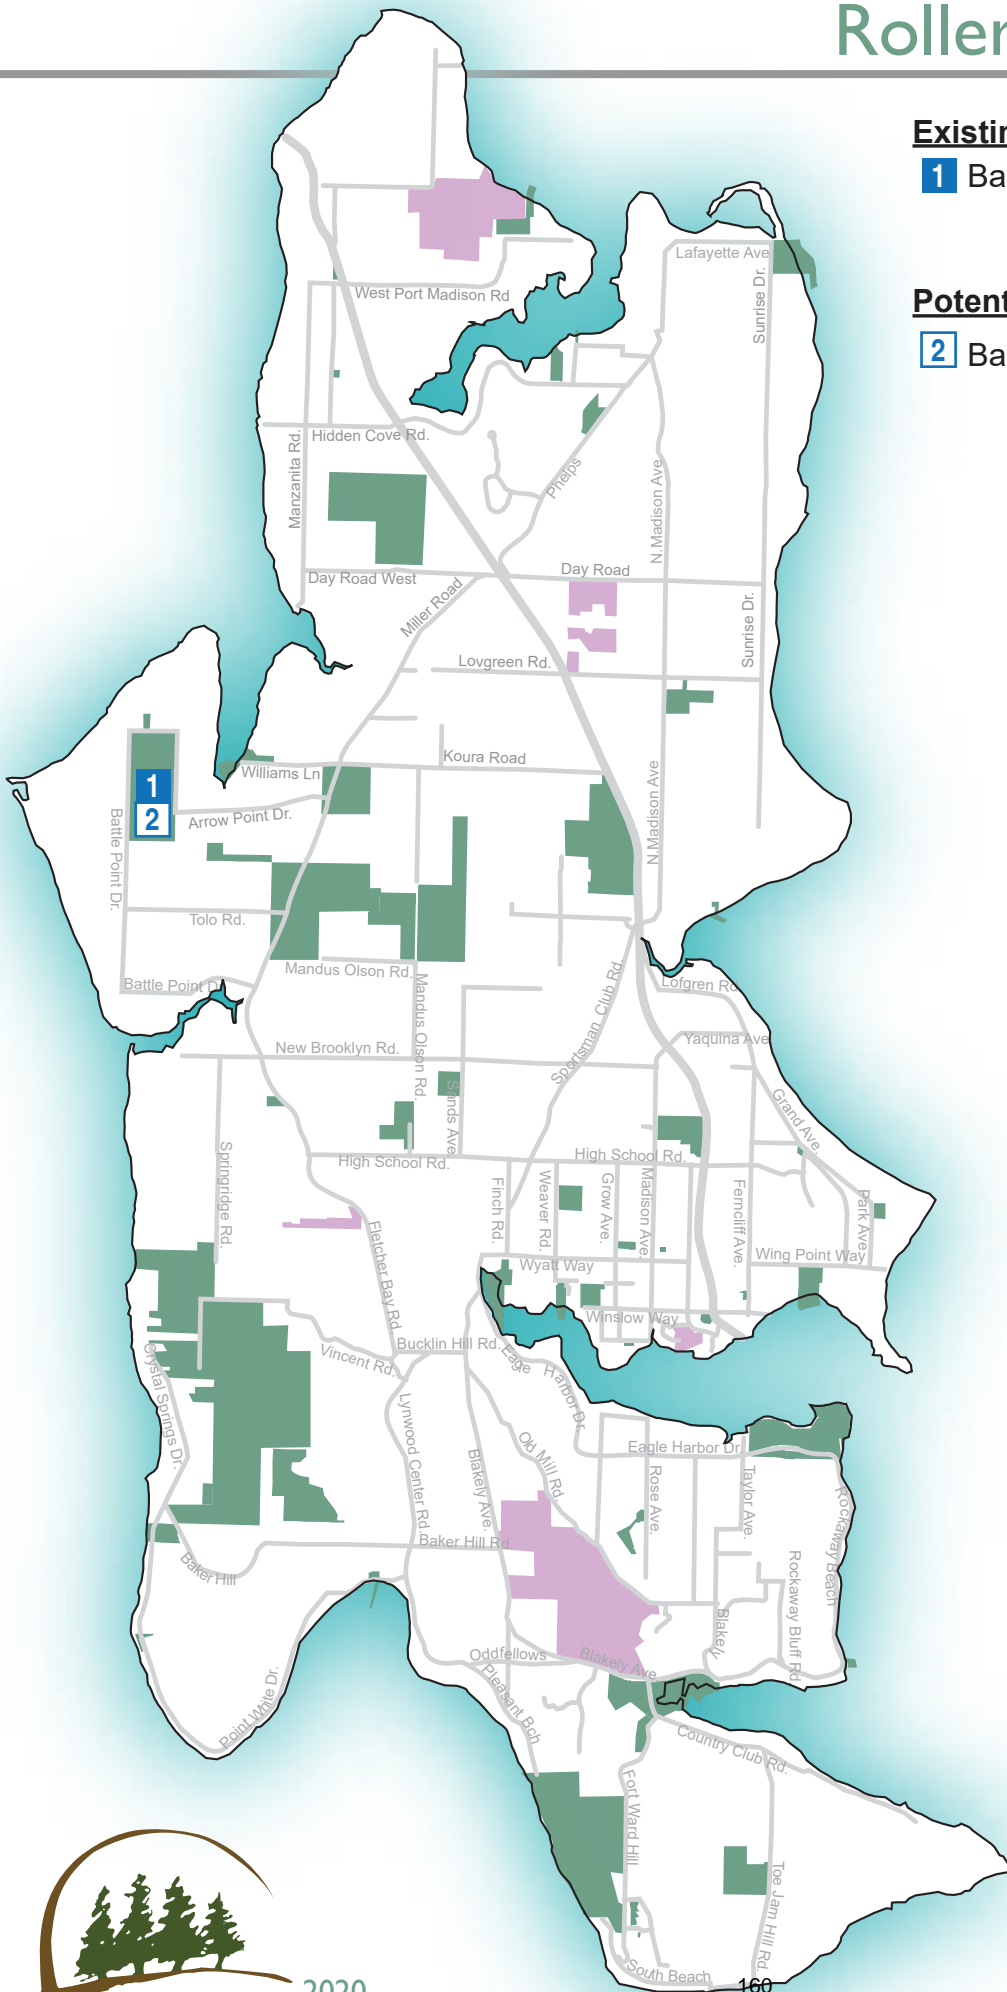 Roller
Existin
1 Ba
Potent
2 Ba
Lafayette Ave
Sunrise Dr.
West Port Madison Rd
Hidden Cove Rd.
Manzanita Rd.
Phelps
N.Madison Ave
Day Road West
Day Road
Miller Road
Sunrise Dr.
Lovgreen Rd.
Koura Road
Williams Ln
1
2
Arrow Point Dr.
Battle Point Dr.
N.Madison Ave
Tolo Rd.
Mandus Olson Rd.
Battle Point D
Mandus Olson Rd.
Sportsman Club Rd.
Lofgren Rd
Yaquina Ave
New Brooklyn Rd.
Sands Ave
Grand Ave.
High School Rd.
High School Rd.
Springridge Rd.
Finch Rd.
Weaver Rd.
Grow Ave.
Madison Ave.
Ferncliff Ave.
Park Ave.
Fletcher Bay Rd.
Wyatt Way
Wing Point Way
Winslow Way
Bucklin Hill Rd.
Vincent Rd.
Eage Harbor Dr.
Crystal Springs Dr.
Lynwood Center Rd.
Blakely Ave.
Old Mill Rd.
Eagle Harbor Dr.
Rose Ave.
Taylor Ave.
Rockaway Beach
Baker Hill Rd.
Baker Hill
Rockaway Bluff Rd
Blakely
Oddfellows
Blakely Ave
Pleasant Bch
Point White Dr.
Country Club Rd.
Fort Ward Hill
Toe Jam Hill Rd.
South Beach
160
2020